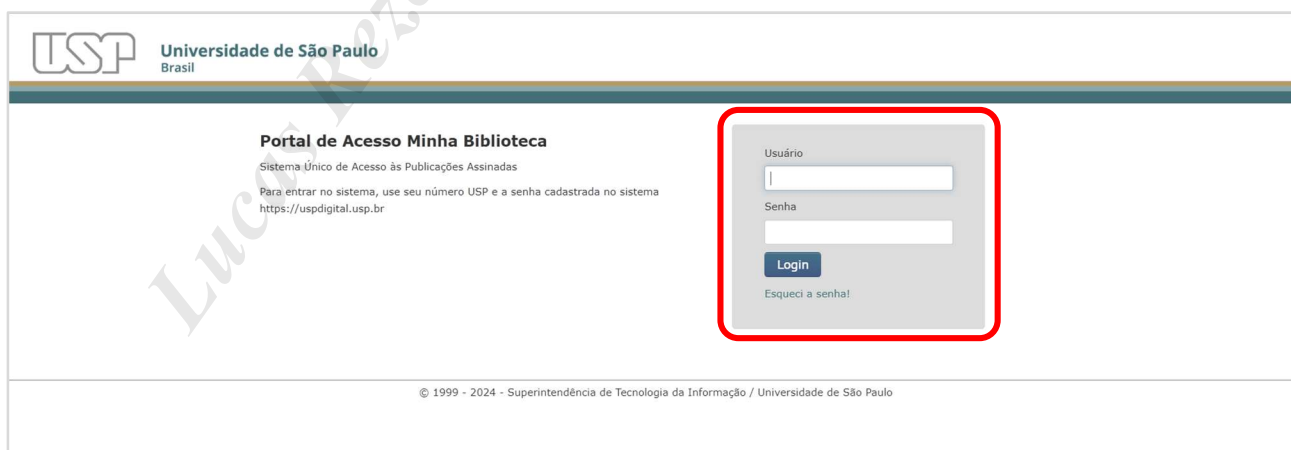 USP
Universidade de São Paulo
Brasil
Portal de Acesso Minha Biblioteca
Sistema Único de Acesso às Publicações Assinadas
Para entrar no sistema, use seu número USP e a senha cadastrada no sistema
https://uspdigital.usp.br
Usuário
Senha
Login
Esqueci a senha!
© 1999 - 2024 - Superintendência de Tecnologia da Informação / Universidade de São Paulo
Lucas